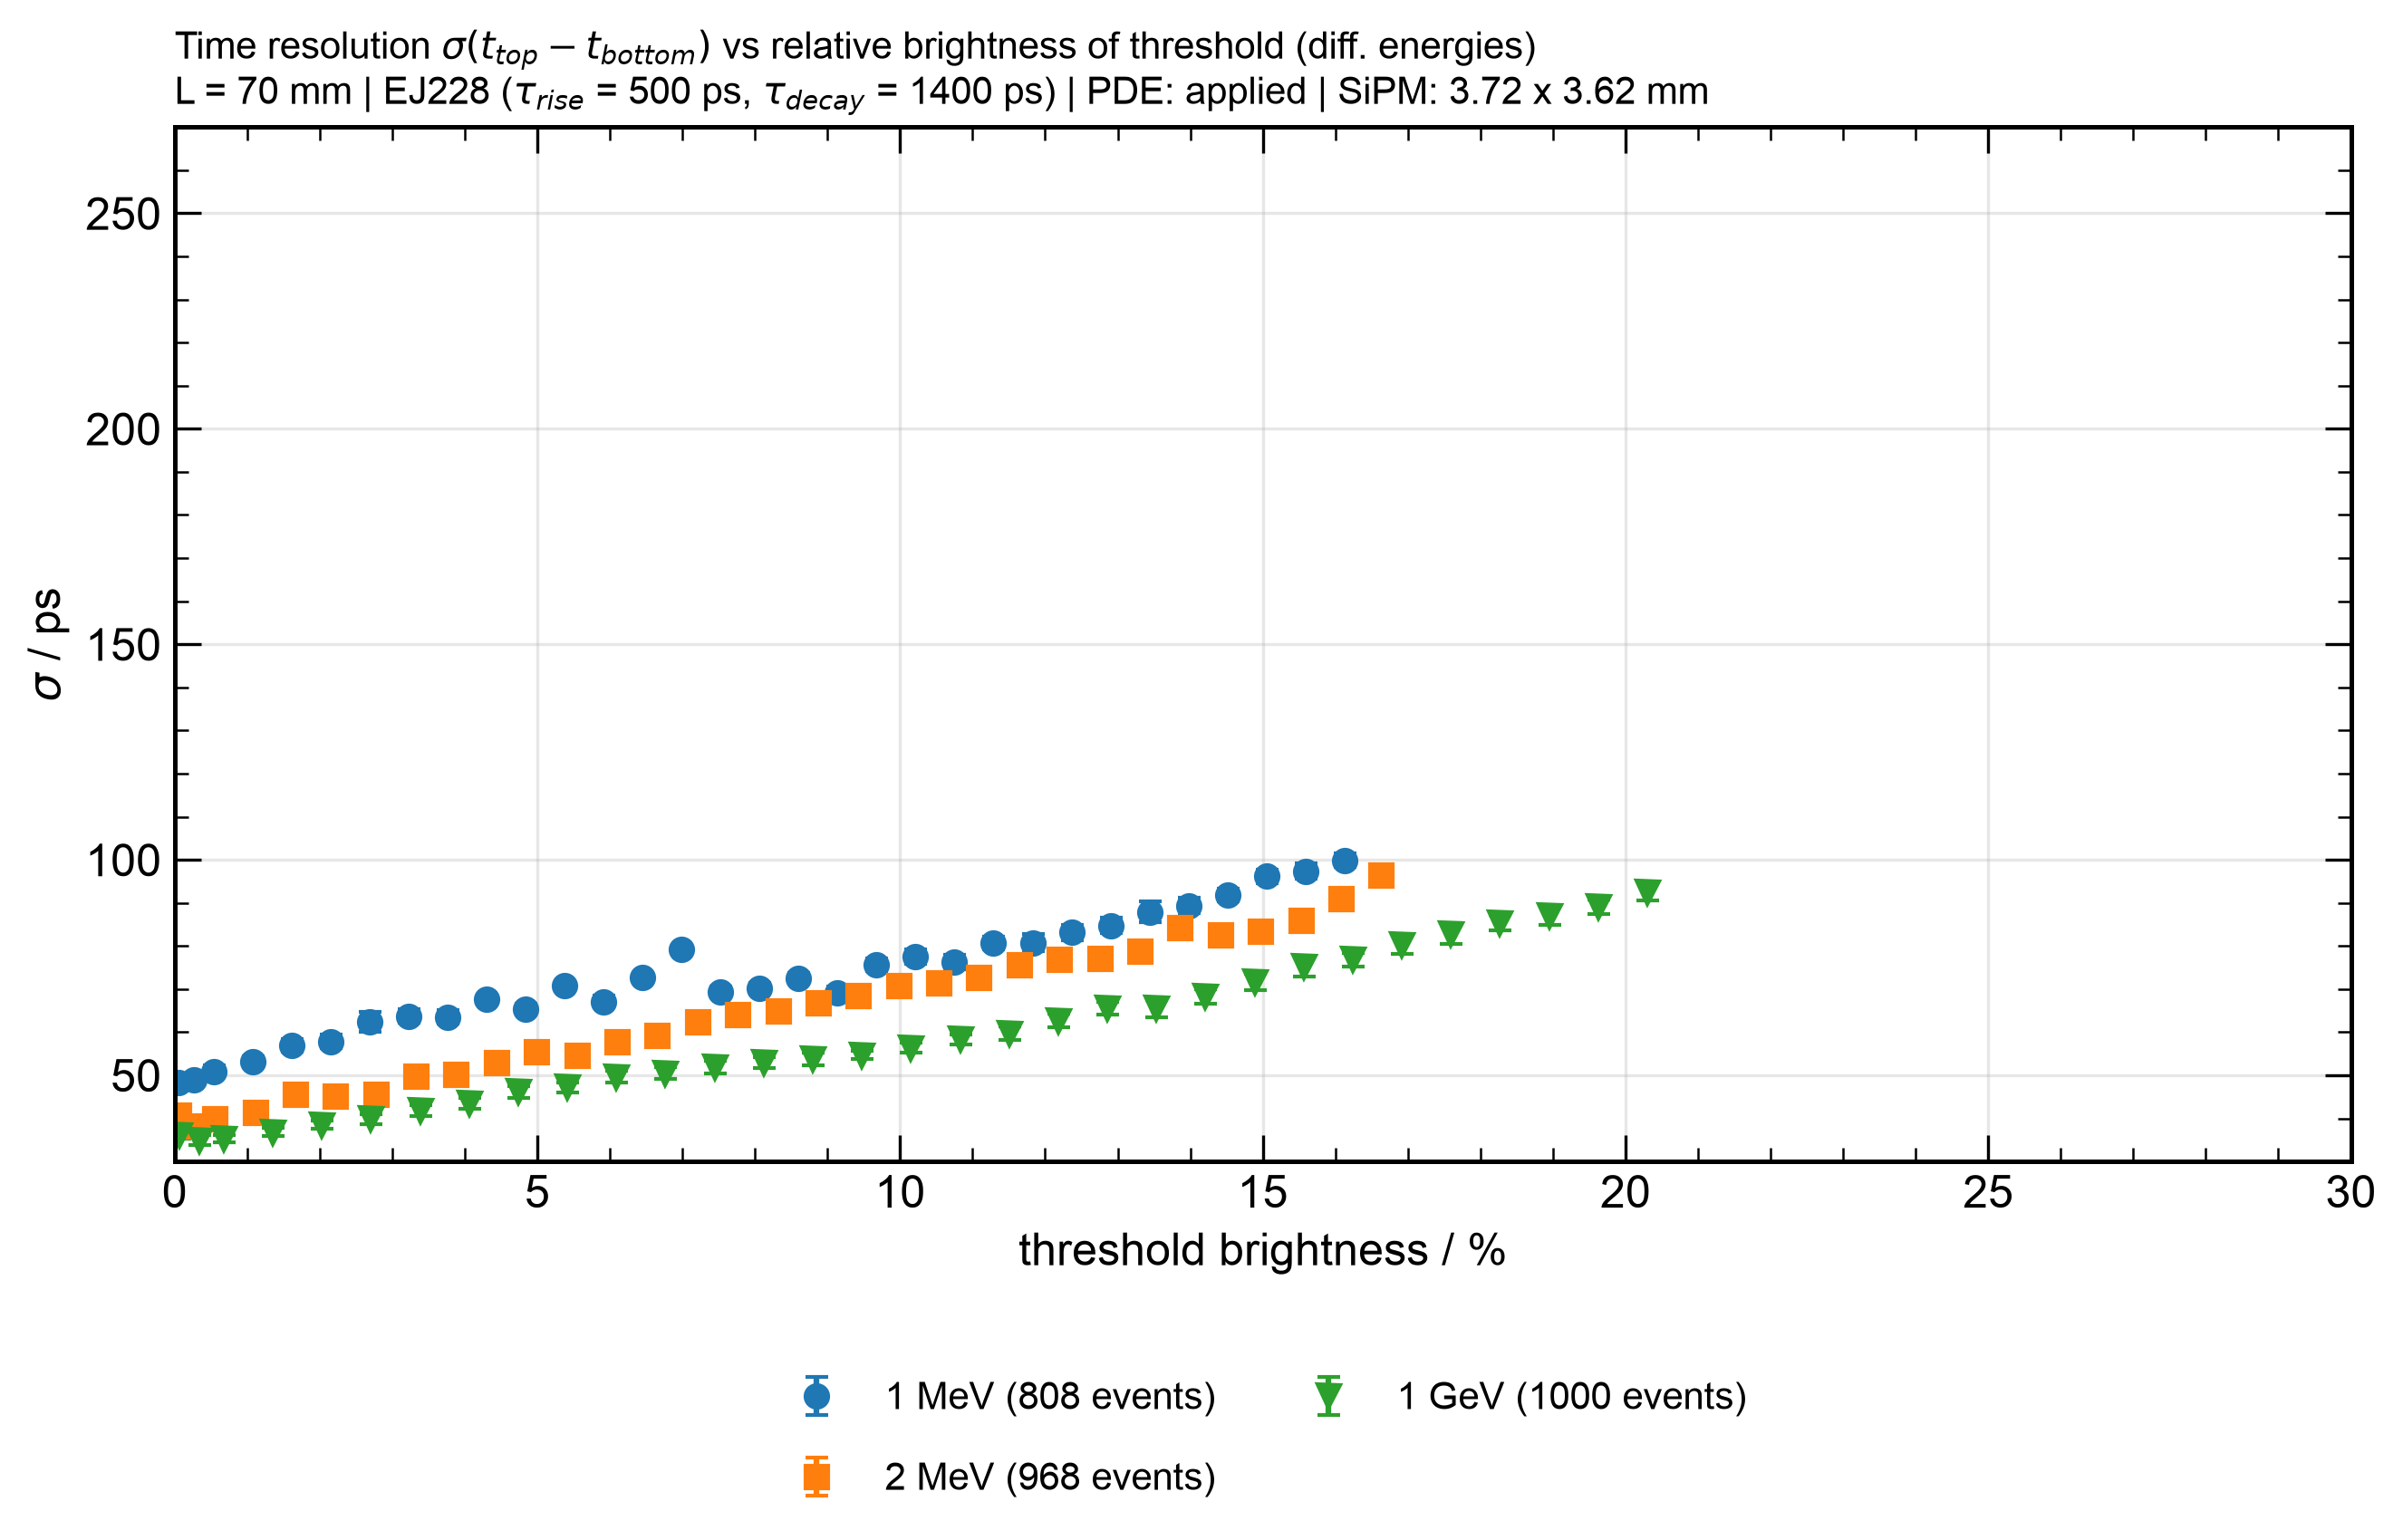 Time resolution σ(t_top − t_bottom) vs relative brightness of threshold (diff. energies)
L = 70 mm | EJ228 (τ_rise = 500 ps, τ_decay = 1400 ps) | PDE: applied | SiPM: 3.72 x 3.62 mm
250
200
150
100
50
σ / ps
0 5 10 15 20 25 30
threshold brightness / %
1 MeV (808 events)
2 MeV (968 events)
1 GeV (1000 events)